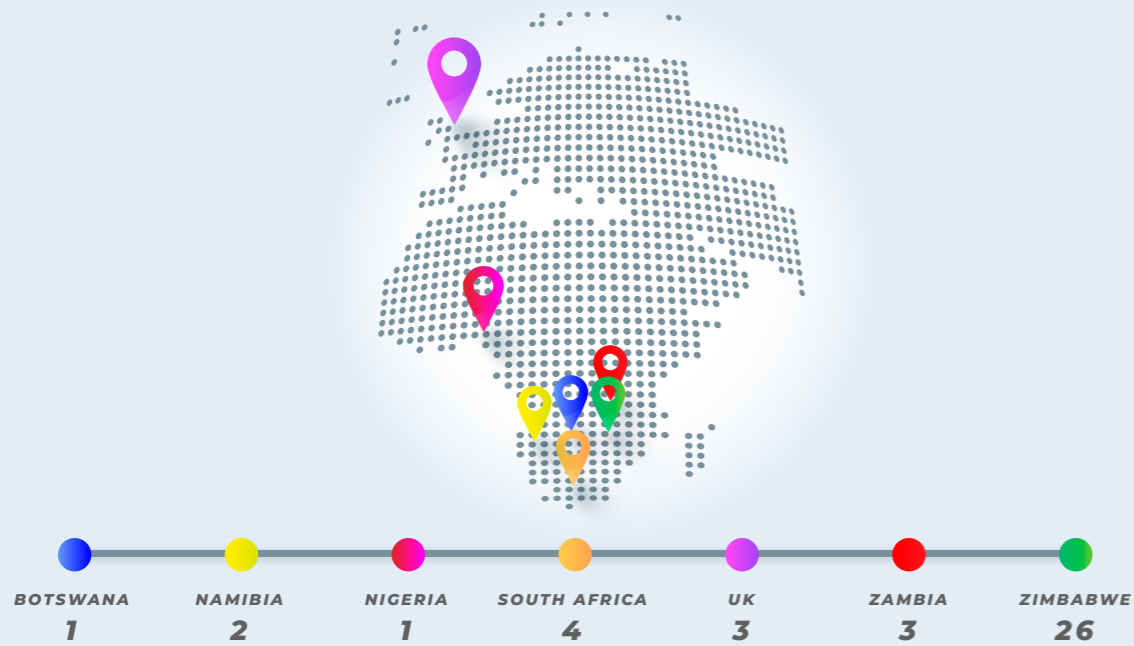 BOTSWANA NAMIBIA NIGERIA SOUTH AFRICA UK ZAMBIA ZIMBABWE
1 2 1 4 3 3 26